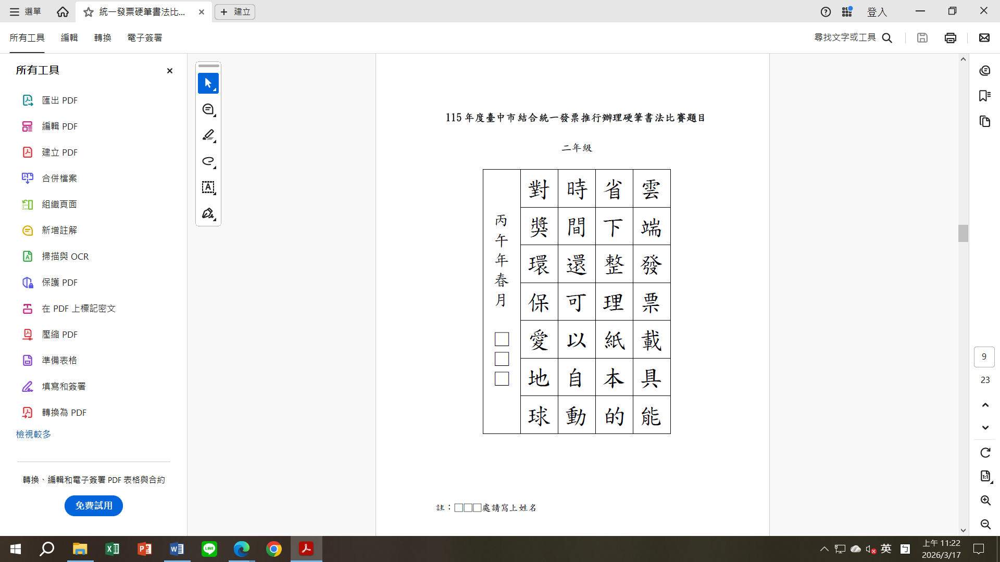 選單
統一發票硬筆書法比...
建立
登入
所有工具
編輯
轉換
電子簽署
尋找文字或工具
所有工具
匯出 PDF
編輯 PDF
建立 PDF
合併檔案
組織頁面
新增註解
掃描與 OCR
保護 PDF
在 PDF 上標記密文
壓縮 PDF
準備表格
填寫和簽署
轉換為 PDF
檢視較多
轉換、編輯和電子簽署 PDF 表格與合約
免費試用
115 年度臺中市結合統一發票推行辦理硬筆書法比賽題目
二年級
雲端發票載具能
省下整理紙本的
時間還可以自動
對獎環保愛地球
丙午年春月□□□
註：□□□處請寫上姓名
9
23
英
上午 11:22
2026/3/17